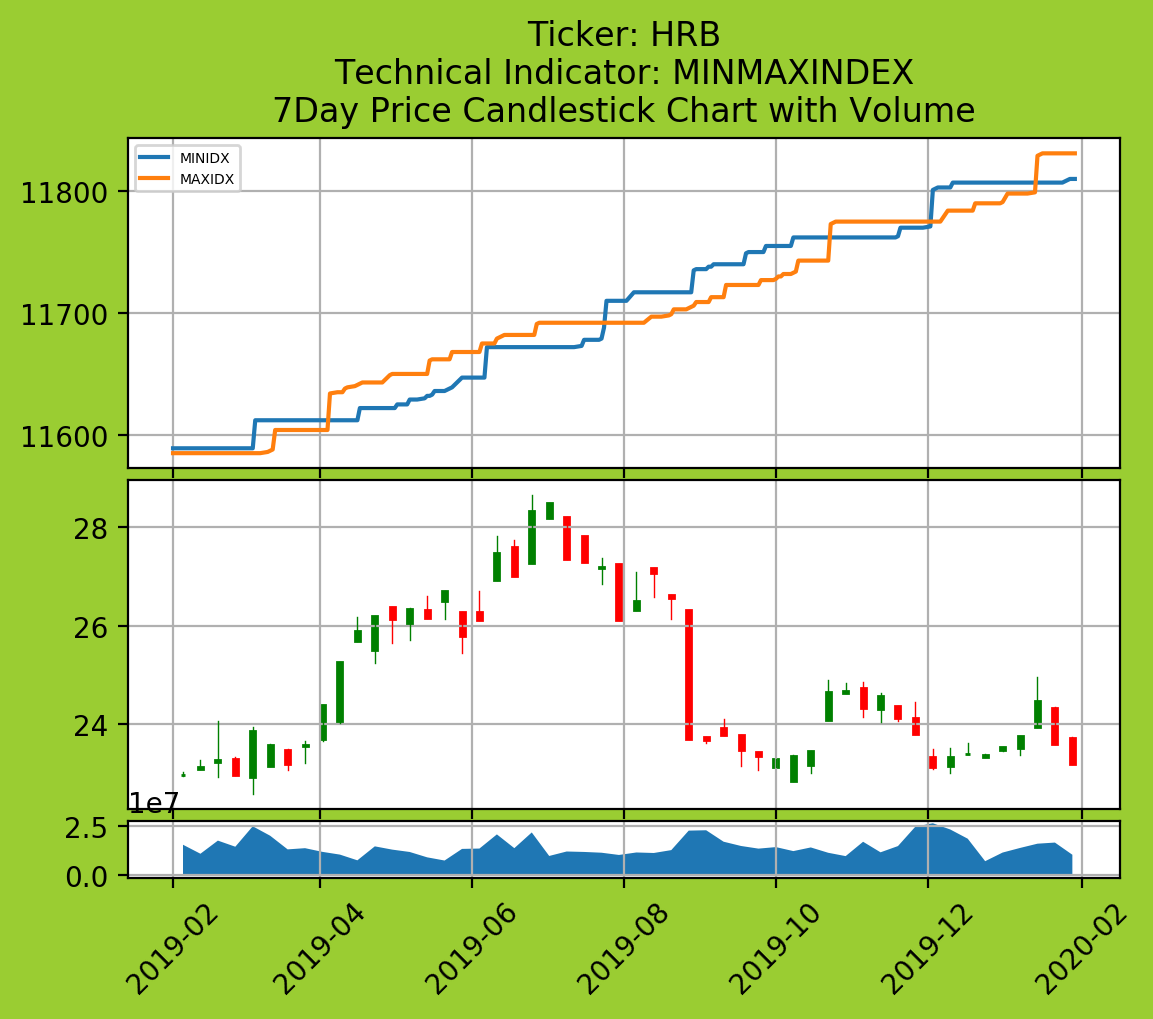 Ticker: HRB
Technical Indicator: MINMAXINDEX
7Day Price Candlestick Chart with Volume
MINIDX
MAXIDX
11800
11700
11600
28
26
24
1e7
2.5
0.0
2019-02
2019-04
2019-06
2019-08
2019-10
2019-12
2020-02